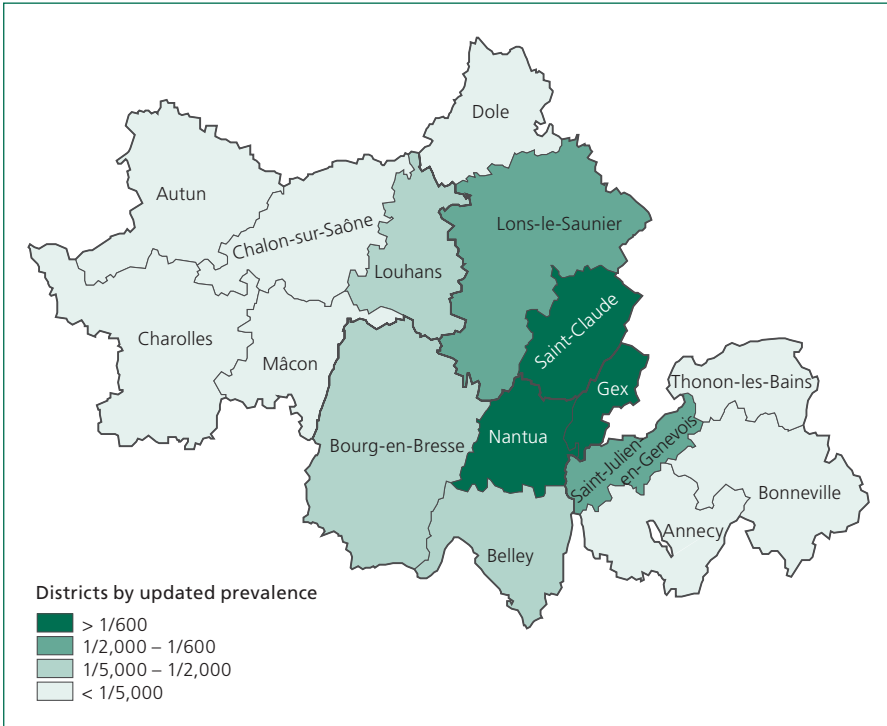 Dole
Autun
Lons-le-Saunier
Chalon-sur-Saône
Louhans
Saint-Claude
Charolles
Mâcon
Gex
Thonon-les-Bains
Nantua
Bourg-en-Bresse
Saint-Julien-
en-Genevois
Bonneville
Annecy
Belley
Districts by updated prevalence
> 1/600
1/2,000 – 1/600
1/5,000 – 1/2,000
< 1/5,000